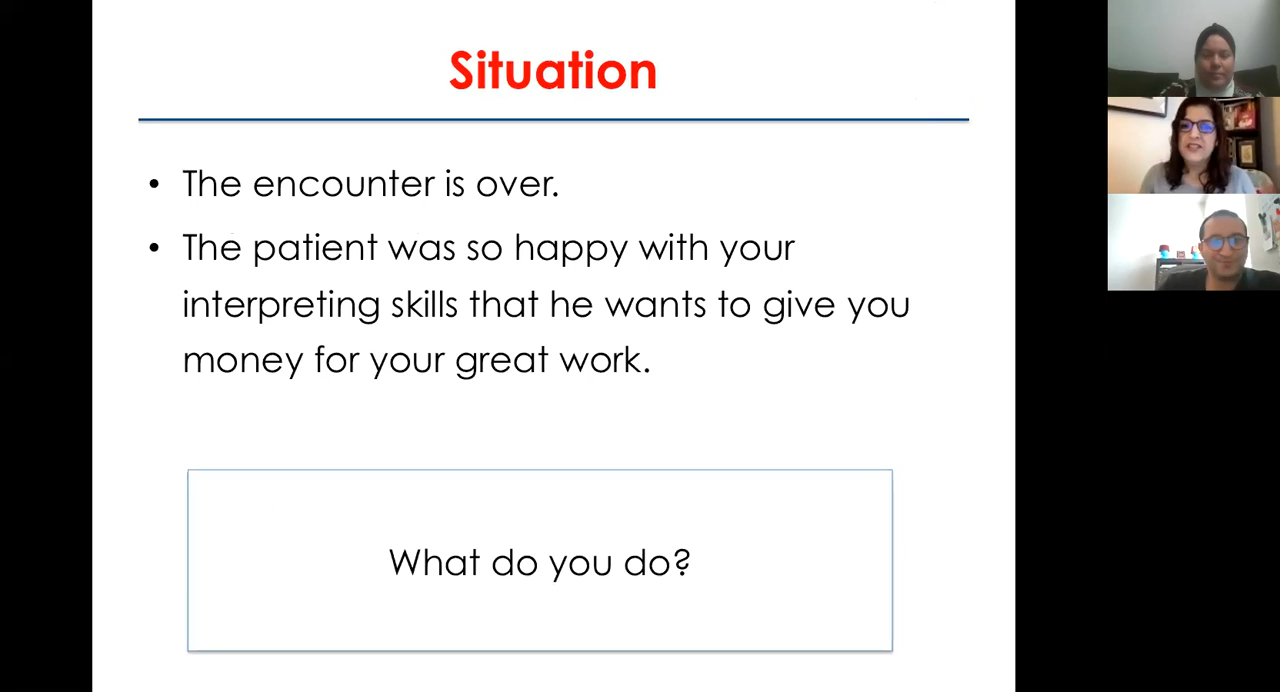 Situation
• The encounter is over.
• The patient was so happy with your
interpreting skills that he wants to give you
money for your great work.
What do you do?